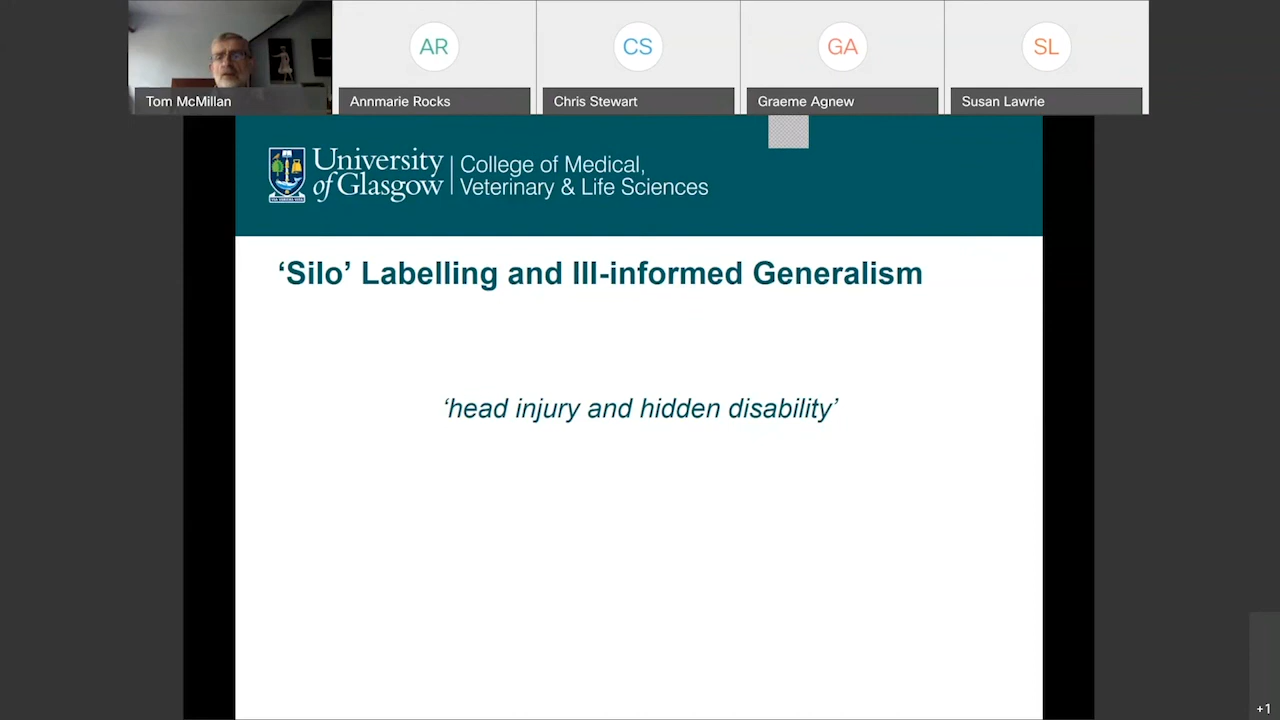 AR
CS
GA
SL
Tom McMillan
Annmarie Rocks
Chris Stewart
Graeme Agnew
Susan Lawrie
University
of Glasgow
College of Medical,
Veterinary & Life Sciences
‘Silo’ Labelling and Ill-informed Generalism
‘head injury and hidden disability’
+1